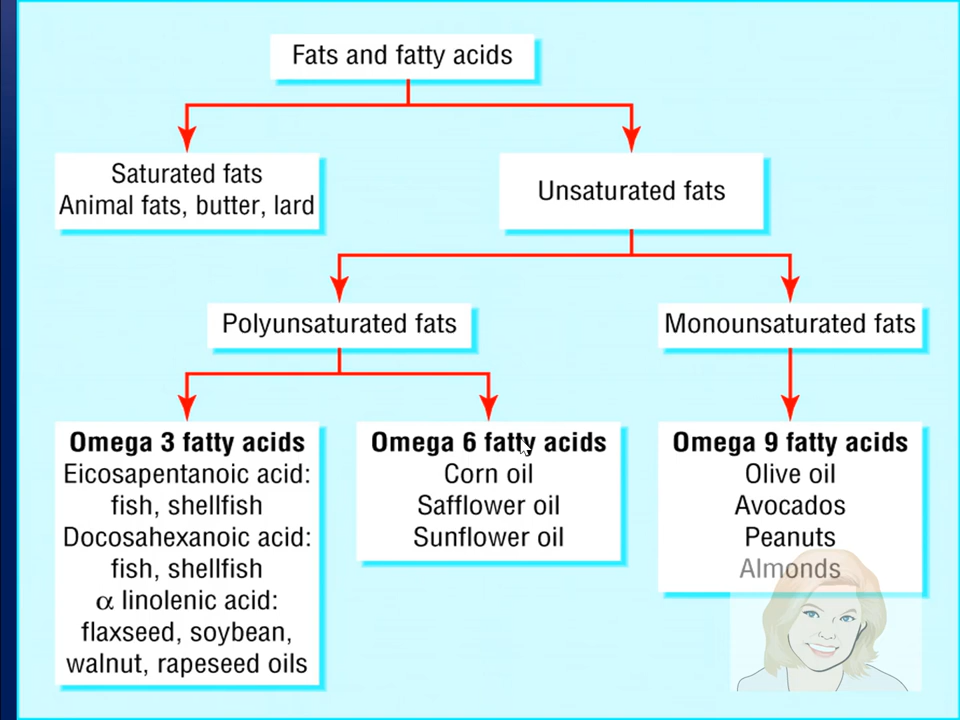 Fats and fatty acids
Saturated fats
Animal fats, butter, lard
Unsaturated fats
Polyunsaturated fats
Monounsaturated fats
Omega 3 fatty acids
Eicosapentanoic acid:
fish, shellfish
Docosahexanoic acid:
fish, shellfish
α linolenic acid:
flaxseed, soybean,
walnut, rapeseed oils
Omega 6 fatty acids
Corn oil
Safflower oil
Sunflower oil
Omega 9 fatty acids
Olive oil
Avocados
Peanuts
Almonds